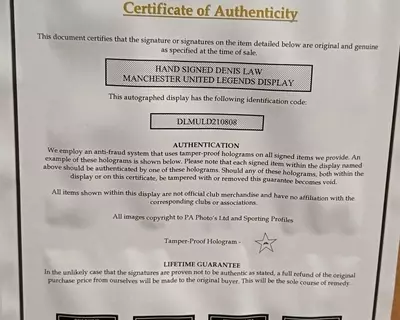 Certificate of Authenticity
This document certifies that the signature or signatures on the item detailed below are original and genuine
as specified at the time of sale.
HAND SIGNED DENIS LAW
MANCHESTER UNITED LEGENDS DISPLAY
This autographed display has the following identification code:
DLMULD210808
AUTHENTICATION
We employ an anti-fraud system that uses tamper-proof holograms on all signed items we provide. An
example of these holograms is shown below. Please note that each signed item within the display named
above should be authenticated by one of these holograms. Should any of these holograms, both within the
display or on this certificate, be tampered with or removed this guarantee becomes void.
All items shown within this display are not official club merchandise and have no affiliation with the
corresponding clubs or associations.
All images copyright to PA Photo's Ltd and Sporting Profiles
Tamper-Proof Hologram -
LIFETIME GUARANTEE
In the unlikely case that the signatures are proven not to be authentic as stated, a full refund of the original
purchase price from ourselves will be made to the original buyer. This will be the sole course of remedy.